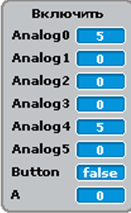 Включить
Analog0 5
Analog1 0
Analog2 0
Analog3 0
Analog4 5
Analog5 0
Button false
A 0